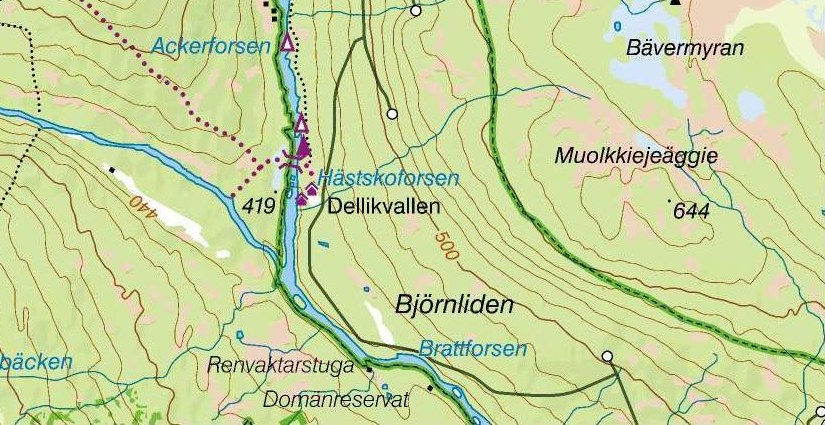 Ackerforsen
Bävermyran
Muolkkiejeäggie
Hästskoforsen
419
Dellikvallen
644
440
500
Björnliden
Brattforsen
bäcken
Renvaktarstuga
Domänreservat